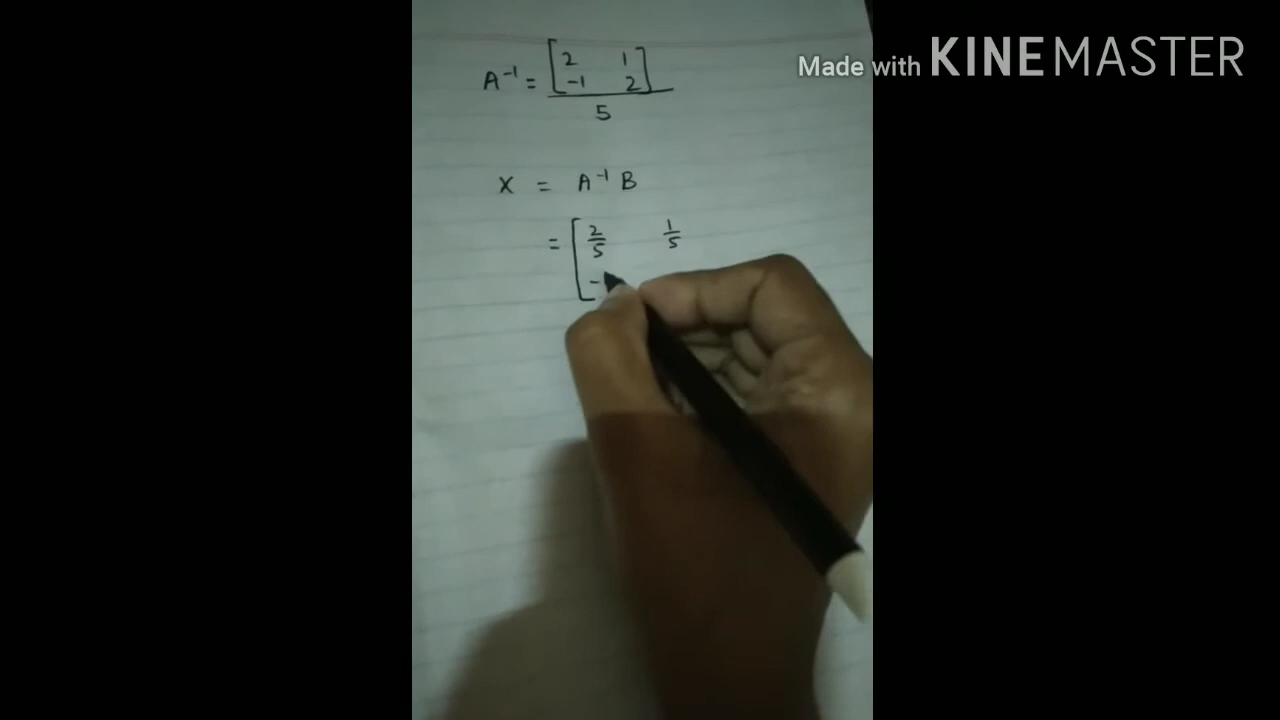 Made with KINEMASTER
A⁻¹ = [2 1
-1 2]
5
X = A⁻¹ B
= [2/5 1/5
-